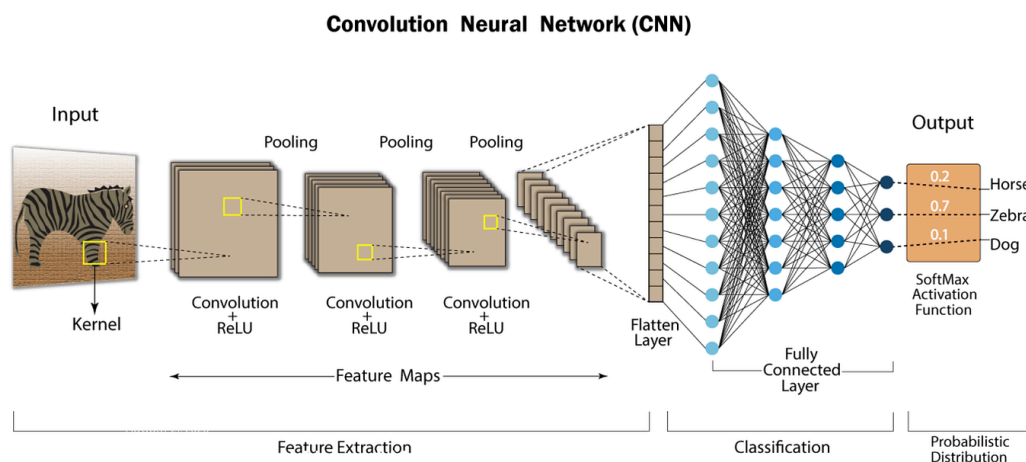 Convolution Neural Network (CNN)
Input
Output
Pooling
Pooling
Pooling
0.2
Horse
0.7
Zebra
0.1
Dog
Kernel
Convolution
+
ReLU
Convolution
+
ReLU
Convolution
+
ReLU
Flatten
Layer
SoftMax
Activation
Function
Fully
Connected
Layer
Feature Maps
Feature Extraction
Classification
Probabilistic
Distribution